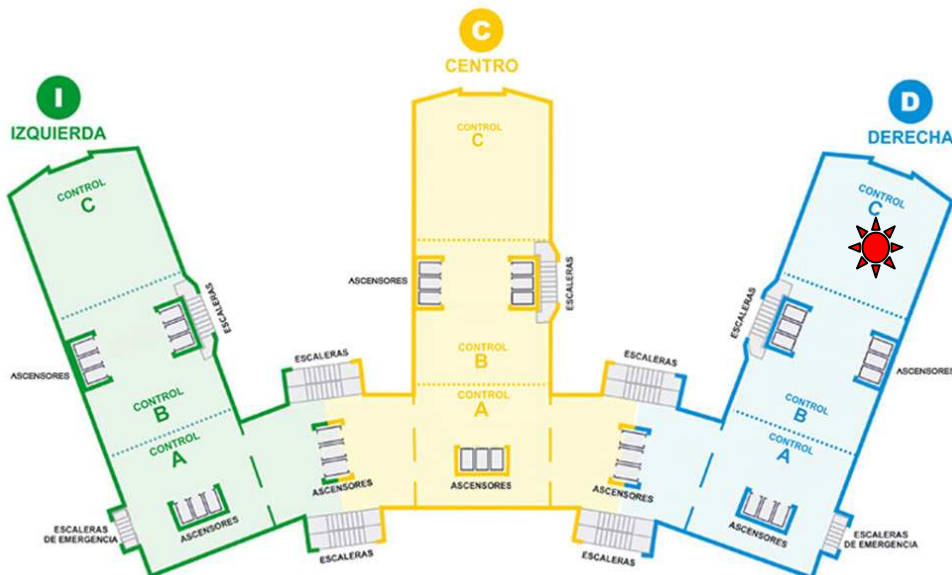 C
CENTRO
I
IZQUIERDA
D
DERECHA
CONTROL
C
CONTROL
C
CONTROL
C
ASCENSORES
ESCALERAS
ESCALERAS
ESCALERAS
ASCENSORES
ASCENSORES
ESCALERAS
ESCALERAS
CONTROL
B
CONTROL
B
CONTROL
B
CONTROL
A
CONTROL
A
CONTROL
A
ASCENSORES
ASCENSORES
ASCENSORES
ASCENSORES
ASCENSORES
ESCALERAS
DE EMERGENCIA
ESCALERAS
DE EMERGENCIA
ESCALERAS
ESCALERAS